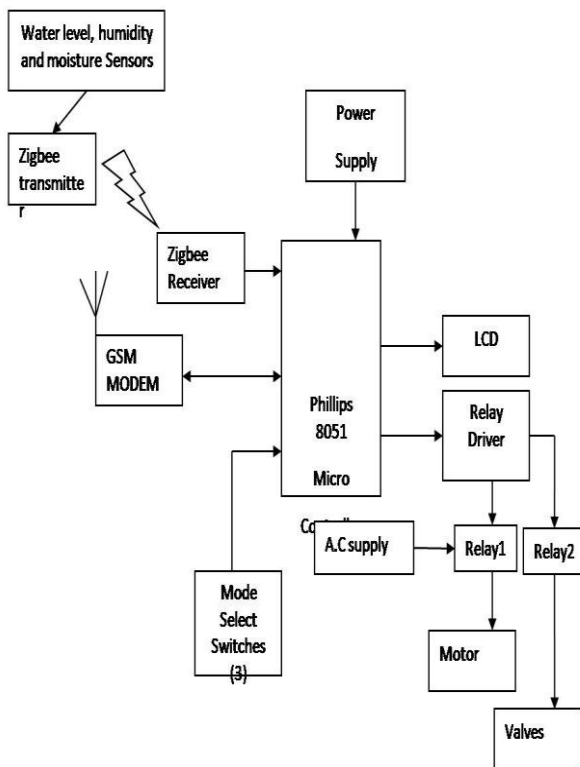 Water level, humidity
and moisture Sensors
Zigbee
transmitte
r
Power
Supply
Zigbee
Receiver
GSM
MODEM
Phillips
8051
Micro
LCD
Relay
Driver
A.C supply
Relay1
Relay2
Mode
Select
Switches
(3)
Motor
Valves